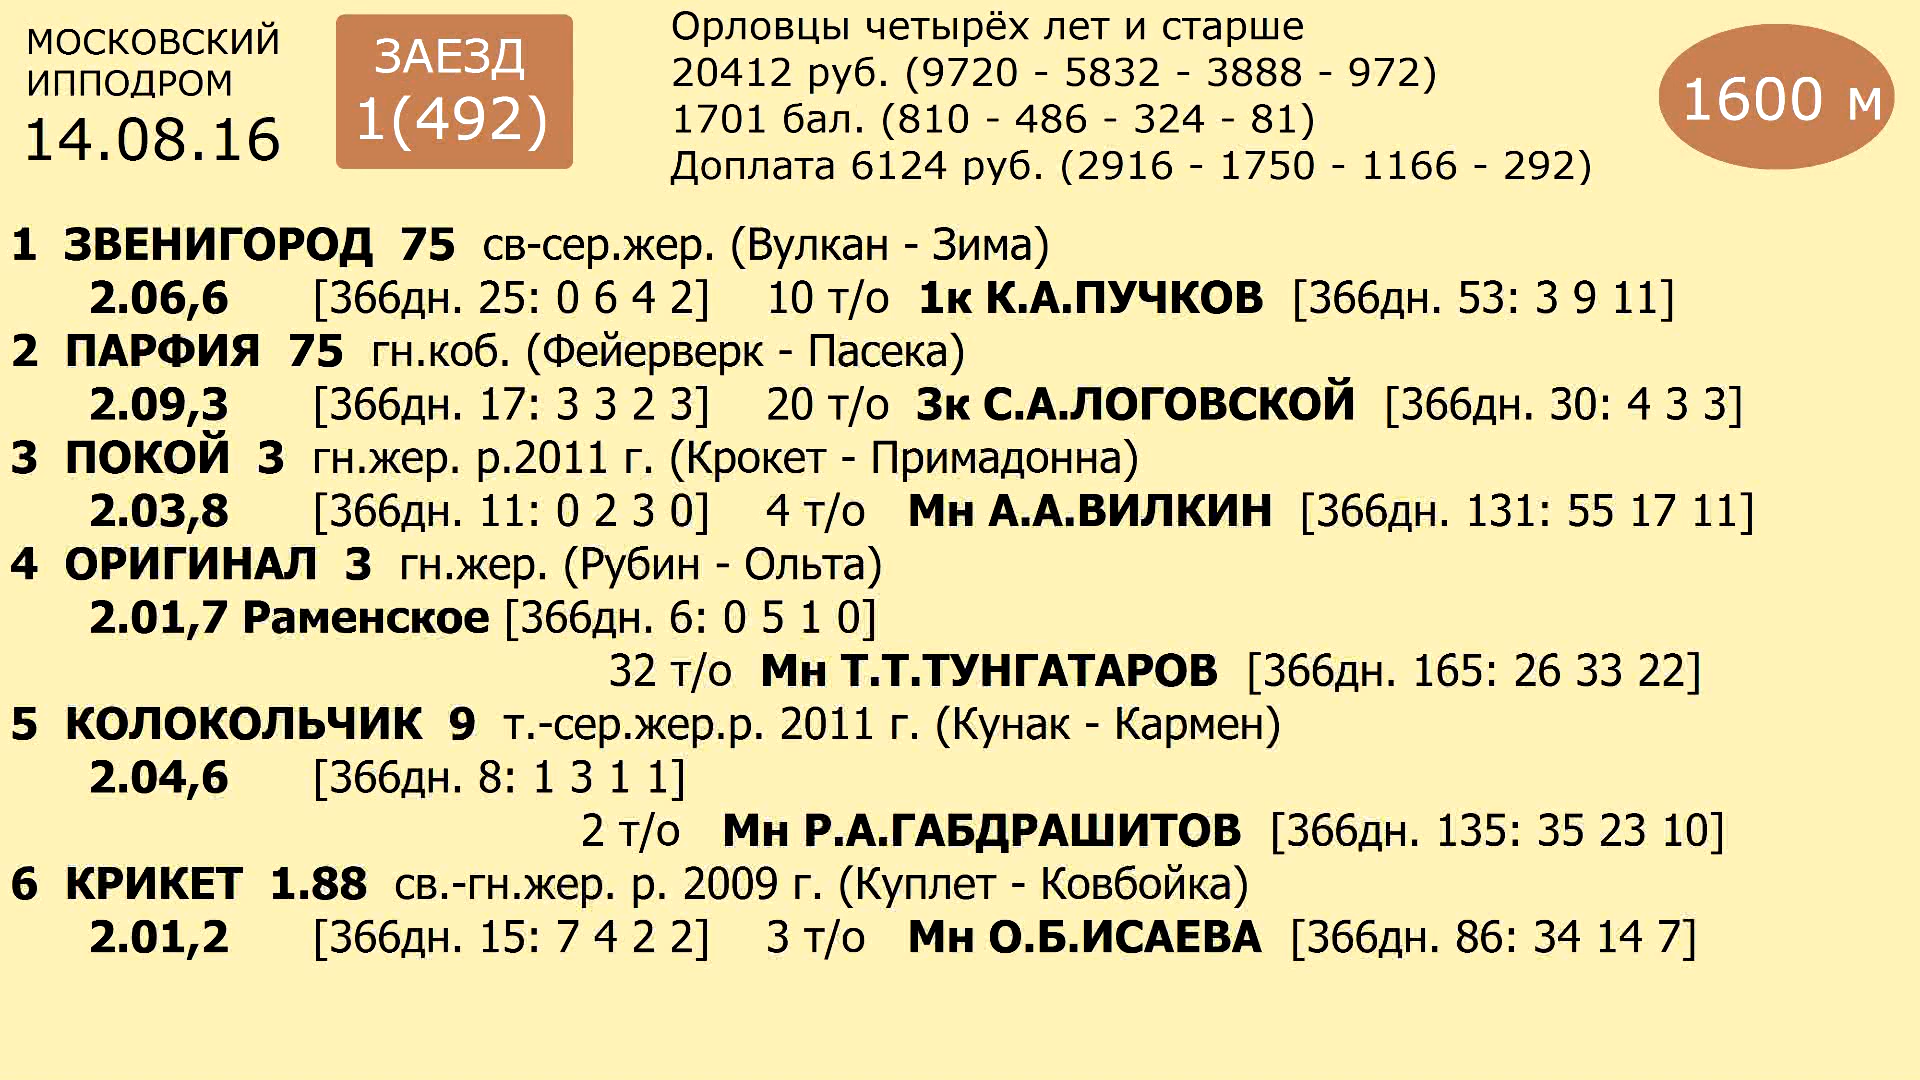 МОСКОВСКИЙ
ИППОДРОМ
14.08.16
ЗАЕЗД
1(492)
Орловцы четырёх лет и старше
20412 руб. (9720 - 5832 - 3888 - 972)
1701 бал. (810 - 486 - 324 - 81)
Доплата 6124 руб. (2916 - 1750 - 1166 - 292)
1600 м
1 ЗВЕНИГОРОД 75 св-сер.жер. (Вулкан - Зима)
2.06,6 [366дн. 25: 0 6 4 2] 10 т/о 1к К.А.ПУЧКОВ [366дн. 53: 3 9 11]
2 ПАРФИЯ 75 гн.коб. (Фейерверк - Пасека)
2.09,3 [366дн. 17: 3 3 2 3] 20 т/о 3к С.А.ЛОГОВСКОЙ [366дн. 30: 4 3 3]
3 ПОКОЙ 3 гн.жер. р.2011 г. (Крокет - Примадонна)
2.03,8 [366дн. 11: 0 2 3 0] 4 т/о Мн А.А.ВИЛКИН [366дн. 131: 55 17 11]
4 ОРИГИНАЛ 3 гн.жер. (Рубин - Ольта)
2.01,7 Раменское [366дн. 6: 0 5 1 0]
32 т/о Мн Т.Т.ТУНГАТАРОВ [366дн. 165: 26 33 22]
5 КОЛОКОЛЬЧИК 9 т.-сер.жер.р. 2011 г. (Кунак - Кармен)
2.04,6 [366дн. 8: 1 3 1 1]
2 т/о Мн Р.А.ГАБДРАШИТОВ [366дн. 135: 35 23 10]
6 КРИКЕТ 1.88 св.-гн.жер. р. 2009 г. (Куплет - Ковбойка)
2.01,2 [366дн. 15: 7 4 2 2] 3 т/о Мн О.Б.ИСАЕВА [366дн. 86: 34 14 7]